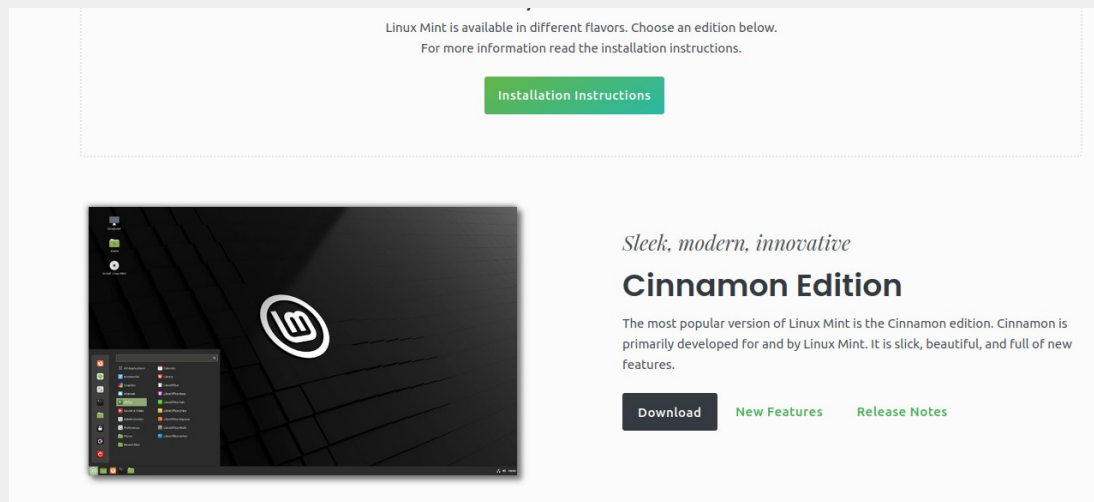 Linux Mint is available in different flavors. Choose an edition below.
For more information read the installation instructions.
Installation Instructions
Sleek, modern, innovative
Cinnamon Edition
The most popular version of Linux Mint is the Cinnamon edition. Cinnamon is
primarily developed for and by Linux Mint. It is slick, beautiful, and full of new
features.
Download
New Features
Release Notes